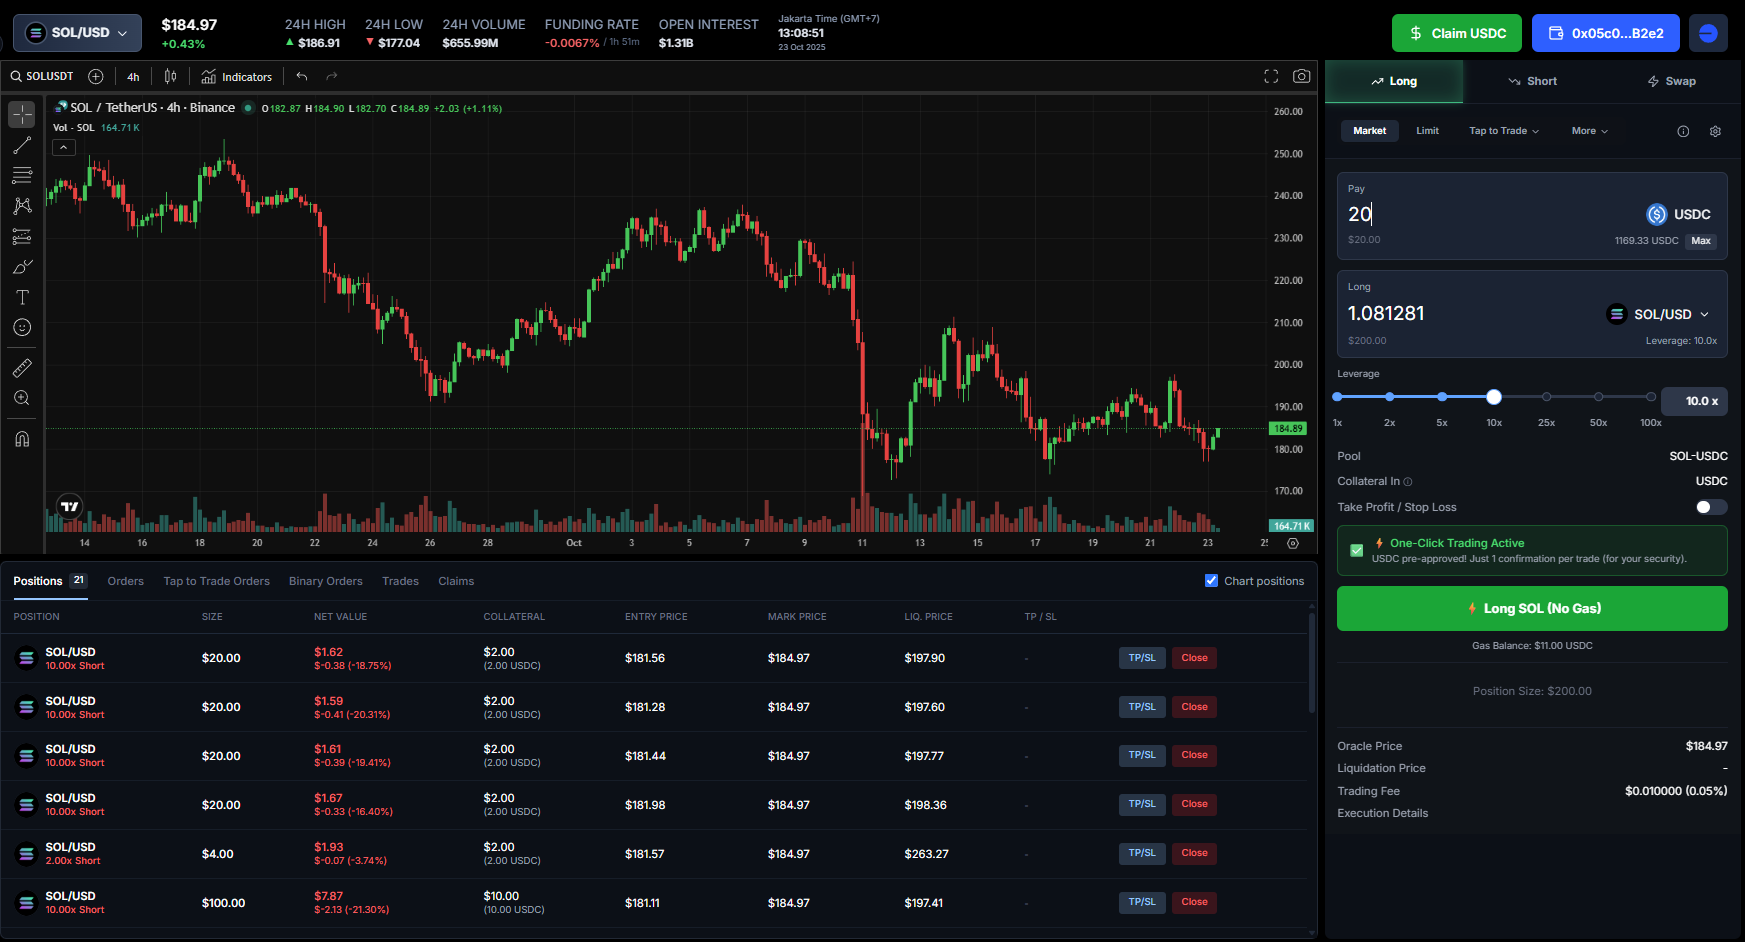 SOL/USD
$184.97
+0.43%
24H HIGH
$186.91
24H LOW
$177.04
24H VOLUME
$655.99M
FUNDING RATE
-0.0067% / 1h 51m
OPEN INTEREST
$1.31B
Jakarta Time (GMT+7)
13:08:51
23 Oct 2025
$ Claim USDC
0x05c0...B2e2
SOLUSDT
4h
Indicators
SOL / TetherUS · 4h · Binance
O182.87 H184.90 L182.70 C184.89 +2.03 (+1.11%)
Vol · SOL 164.71K
260.00
250.00
240.00
230.00
220.00
210.00
200.00
190.00
184.89
180.00
170.00
164.71K
14 16 18 20 22 24 26 28 Oct 3 5 7 9 11 13 15 17 19 21 23
Long
Short
Swap
Market
Limit
Tap to Trade
More
Pay
20
USDC
$20.00
1169.33 USDC
Max
Long
1.081281
SOL/USD
$200.00
Leverage: 10.0x
Leverage
10.0 x
1x 2x 5x 10x 25x 50x 100x
Pool SOL-USDC
Collateral In USDC
Take Profit / Stop Loss
One-Click Trading Active
USDC pre-approved! Just 1 confirmation per trade (for your security).
Long SOL (No Gas)
Gas Balance: $11.00 USDC
Position Size: $200.00
Oracle Price $184.97
Liquidation Price -
Trading Fee $0.010000 (0.05%)
Execution Details
Positions 21 Orders Tap to Trade Orders Binary Orders Trades Claims
Chart positions
POSITION SIZE NET VALUE COLLATERAL ENTRY PRICE MARK PRICE LIQ. PRICE TP / SL
SOL/USD $1.62 $2.00
$20.00 $181.56 $184.97 $197.90 - TP/SL Close
10.00x Short $-0.38 (-18.75%) (2.00 USDC)
SOL/USD $1.59 $2.00
$20.00 $181.28 $184.97 $197.60 - TP/SL Close
10.00x Short $-0.41 (-20.31%) (2.00 USDC)
SOL/USD $1.61 $2.00
$20.00 $181.44 $184.97 $197.77 - TP/SL Close
10.00x Short $-0.39 (-19.41%) (2.00 USDC)
SOL/USD $1.67 $2.00
$20.00 $181.98 $184.97 $198.36 - TP/SL Close
10.00x Short $-0.33 (-16.40%) (2.00 USDC)
SOL/USD $1.93 $2.00
$4.00 $181.57 $184.97 $263.27 - TP/SL Close
2.00x Short $-0.07 (-3.74%) (2.00 USDC)
SOL/USD $7.87 $10.00
$100.00 $181.11 $184.97 $197.41 - TP/SL Close
10.00x Short $-2.13 (-21.30%) (10.00 USDC)